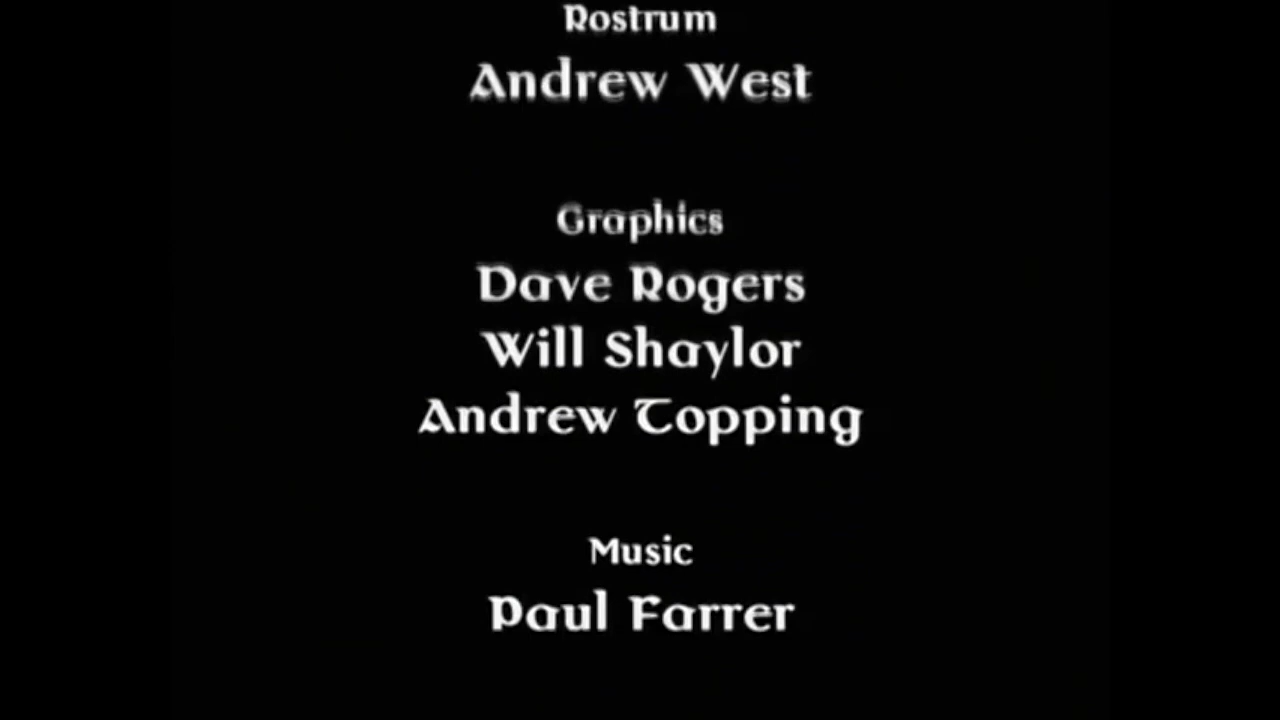 Rostrum
Andrew West
Graphics
Dave Rogers
Will Shaylor
Andrew Topping
Music
Paul Farrer